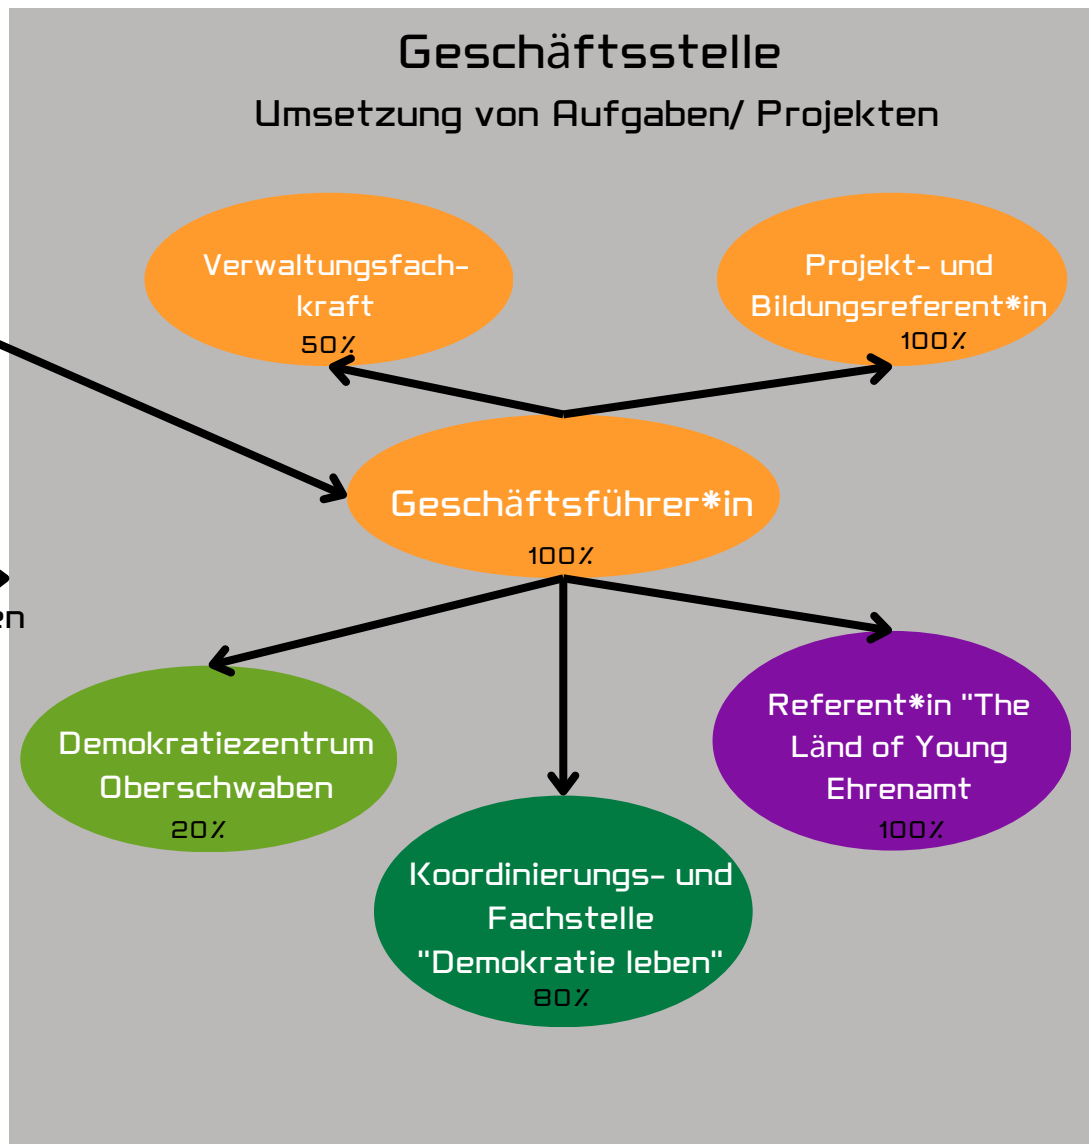 Geschäftsstelle
Umsetzung von Aufgaben/ Projekten
Verwaltungsfach-
kraft
50%
Projekt- und
Bildungsreferent*in
100%
Geschäftsführer*in
100%
en
Demokratiezentrum
Oberschwaben
20%
Referent*in "The
Länd of Young
Ehrenamt
100%
Koordinierungs- und
Fachstelle
"Demokratie leben"
80%